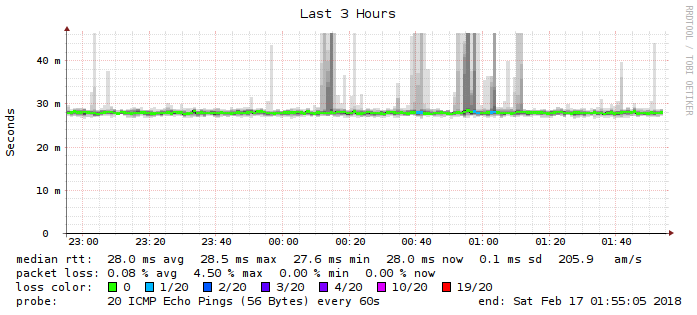 Last 3 Hours
RRDTOOL / TOBI OETIKER
Seconds
40 m
30 m
20 m
10 m
0
23:00 23:20 23:40 00:00 00:20 00:40 01:00 01:20 01:40
median rtt: 28.0 ms avg 28.5 ms max 27.6 ms min 28.0 ms now 0.1 ms sd 205.9 am/s
packet loss: 0.08 % avg 4.50 % max 0.00 % min 0.00 % now
loss color: 0 1/20 2/20 3/20 4/20 10/20 19/20
probe: 20 ICMP Echo Pings (56 Bytes) every 60s end: Sat Feb 17 01:55:05 2018